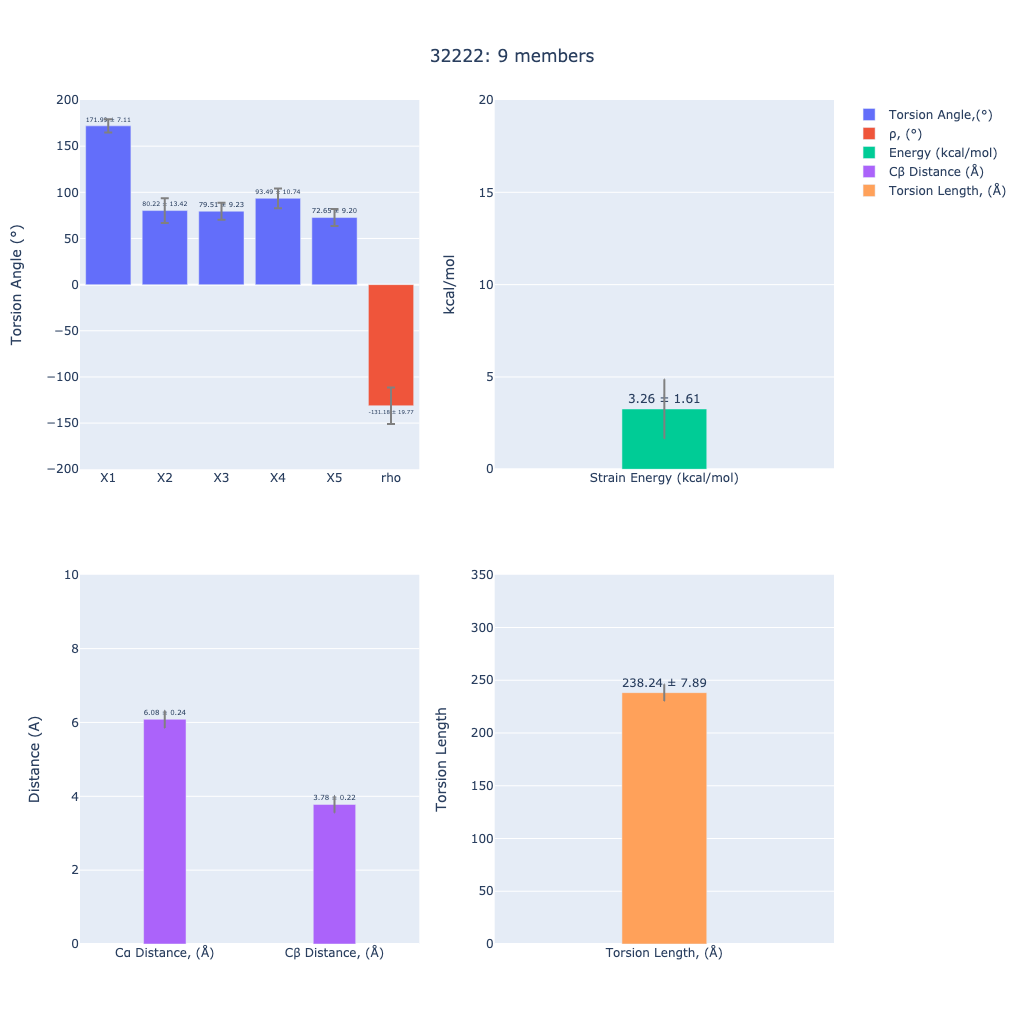 32222: 9 members
200
150
100
50
0
−50
−100
−150
−200
Torsion Angle (°)
80.22 ± 13.42
79.51 ± 9.23
93.49 ± 10.74
72.65 ± 9.20
-131.18 ± 19.77
X1
X2
X3
X4
X5
rho
20
15
10
5
0
kcal/mol
3.26 ± 1.61
Strain Energy (kcal/mol)
Torsion Angle,(°)
ρ, (°)
Energy (kcal/mol)
Cβ Distance (Å)
Torsion Length, (Å)
10
8
6
4
2
0
Distance (A)
6.08 ± 0.24
3.78 ± 0.22
Cα Distance, (Å)
Cβ Distance, (Å)
350
300
250
200
150
100
50
0
Torsion Length
238.24 ± 7.89
Torsion Length, (Å)